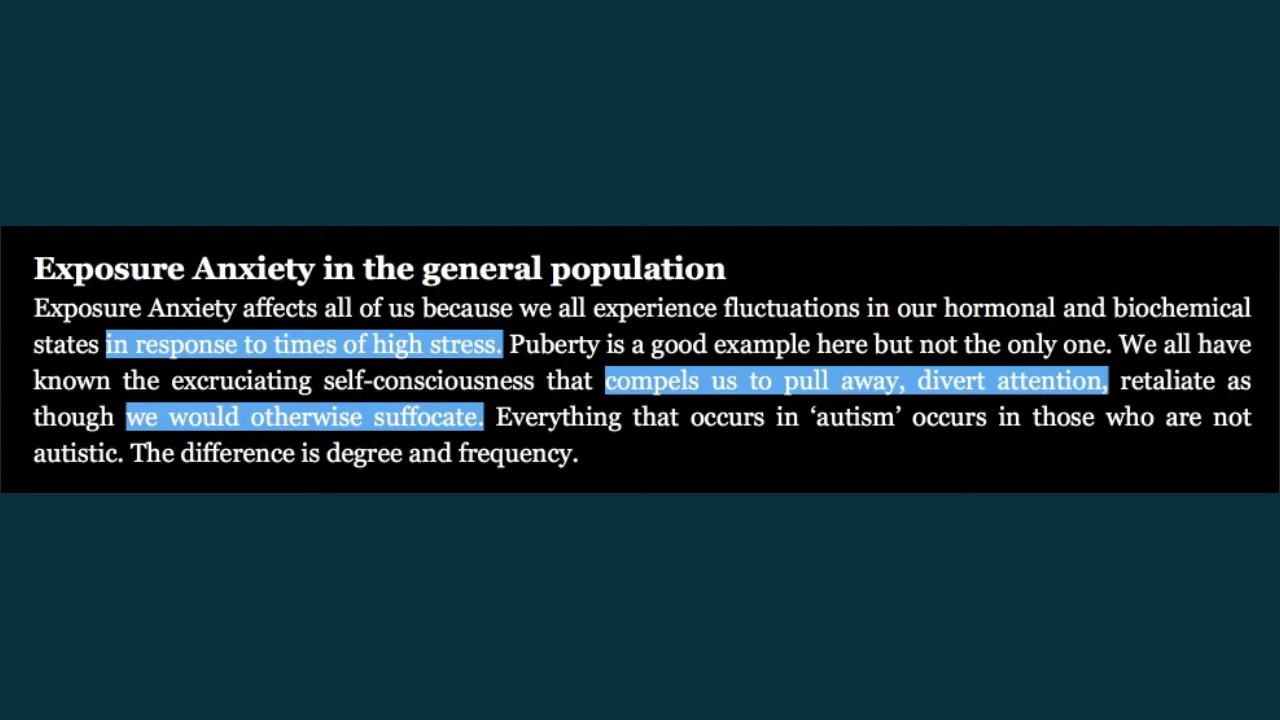 Exposure Anxiety in the general population
Exposure Anxiety affects all of us because we all experience fluctuations in our hormonal and biochemical
states in response to times of high stress. Puberty is a good example here but not the only one. We all have
known the excruciating self-consciousness that compels us to pull away, divert attention, retaliate as
though we would otherwise suffocate. Everything that occurs in ‘autism’ occurs in those who are not
autistic. The difference is degree and frequency.